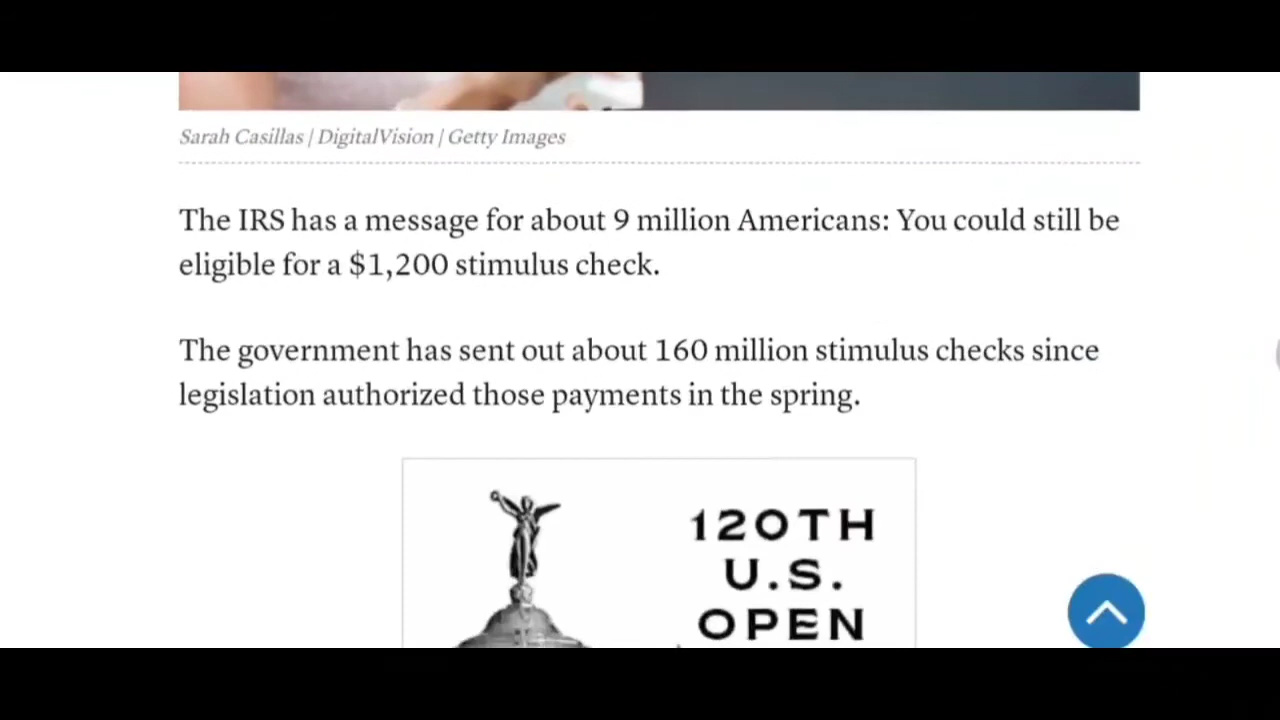 Sarah Casillas | DigitalVision | Getty Images
The IRS has a message for about 9 million Americans: You could still be
eligible for a $1,200 stimulus check.
The government has sent out about 160 million stimulus checks since
legislation authorized those payments in the spring.
120TH
U.S.
OPEN